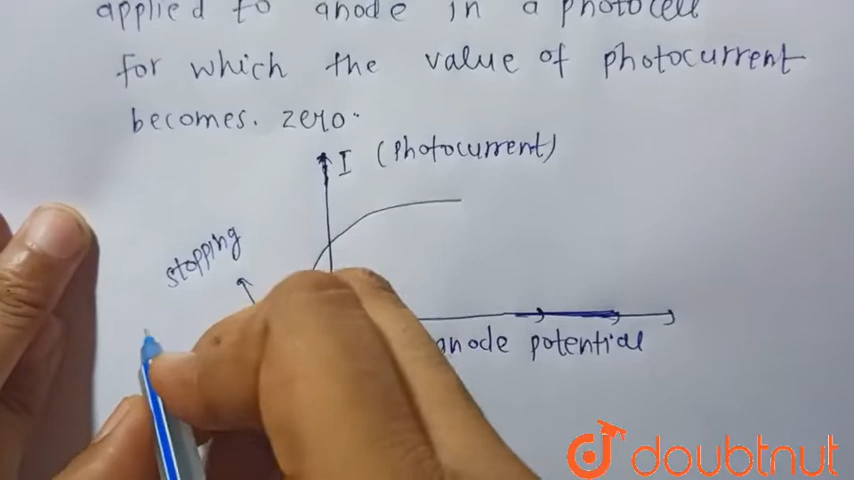 applied to anode in a photocell
for which the value of photocurrent
becomes. zero.
I (Photocurrent)
stopping
anode potential
doubtnut